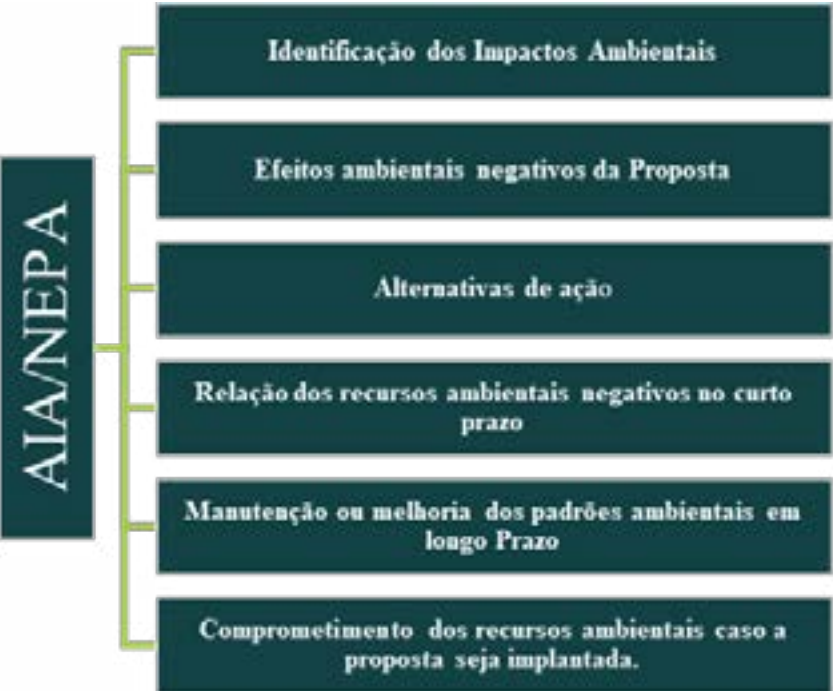 AIA/NEPA
Identificação dos Impactos Ambientais
Efeitos ambientais negativos da Proposta
Alternativas de ação
Relação dos recursos ambientais negativos no curto
prazo
Manutenção ou melhoria dos padrões ambientais em
longo Prazo
Comprometimento dos recursos ambientais caso a
proposta seja implantada.